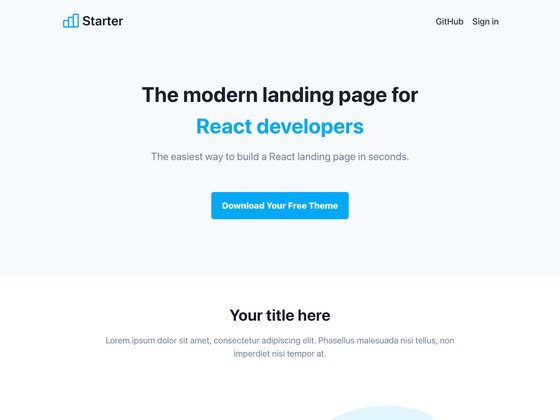 Starter
GitHub Sign in
The modern landing page for
React developers
The easiest way to build a React landing page in seconds.
Download Your Free Theme
Your title here
Lorem ipsum dolor sit amet, consectetur adipiscing elit. Phasellus malesuada nisi tellus, non
imperdiet nisi tempor at.